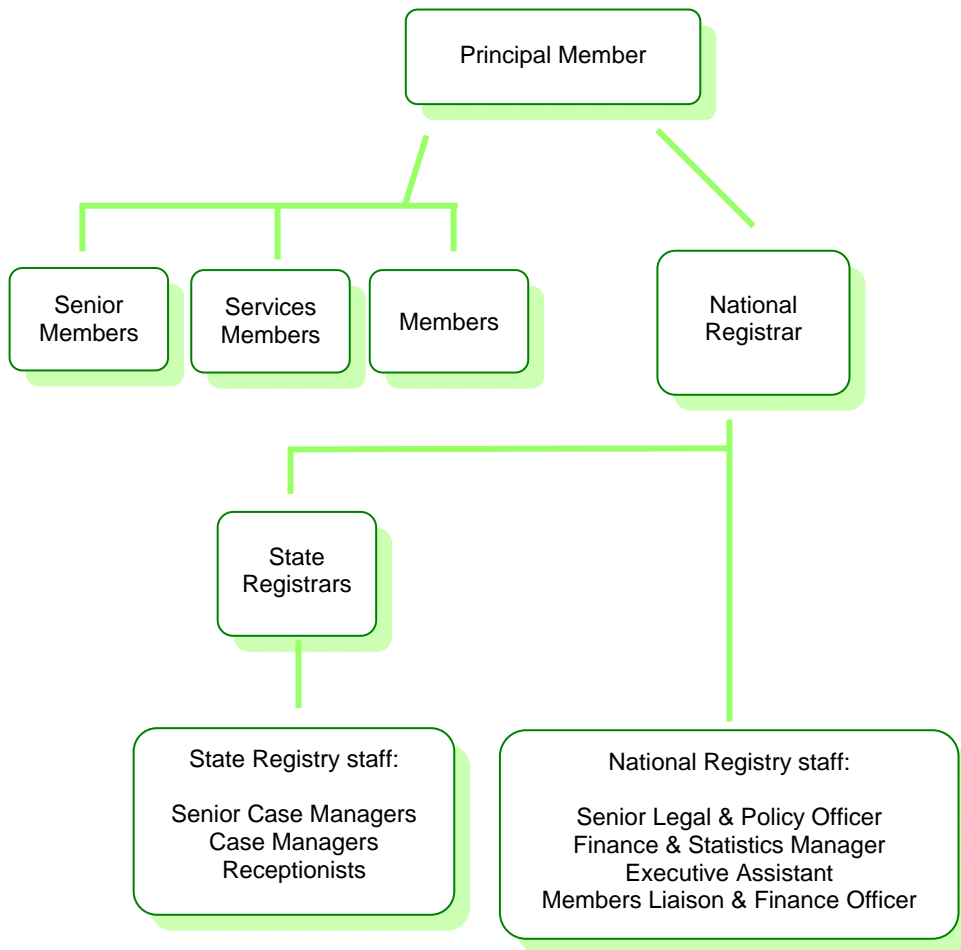 Principal Member
Senior
Members
Services
Members
Members
National
Registrar
State
Registrars
State Registry staff:
Senior Case Managers
Case Managers
Receptionists
National Registry staff:
Senior Legal & Policy Officer
Finance & Statistics Manager
Executive Assistant
Members Liaison & Finance Officer